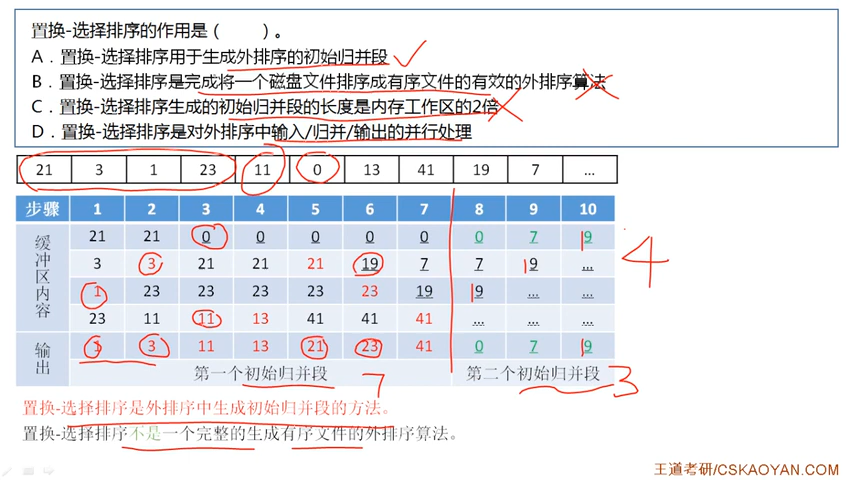 置换-选择排序的作用是（　　）。
A．置换-选择排序用于生成外排序的初始归并段
B．置换-选择排序是完成将一个磁盘文件排序成有序文件的有效的外排序算法
C．置换-选择排序生成的初始归并段的长度是内存工作区的2倍
D．置换-选择排序是对外排序中输入/归并/输出的并行处理
21 3 1 23 11 0 13 41 19 7 ...
步骤 1 2 3 4 5 6 7 8 9 10
缓冲区内容
21 21 0 0 0 0 0 0 7 9
3 3 21 21 21 19 7 7 9 ...
1 23 23 23 23 23 19 9 ... ...
23 11 11 13 41 41 41 ... ... ...
4
输出 1 3 11 13 21 23 41 0 7 9
第一个初始归并段 7 第二个初始归并段 3
置换-选择排序是外排序中生成初始归并段的方法。
置换-选择排序不是一个完整的生成有序文件的外排序算法。
王道考研/CSKAOYAN.COM